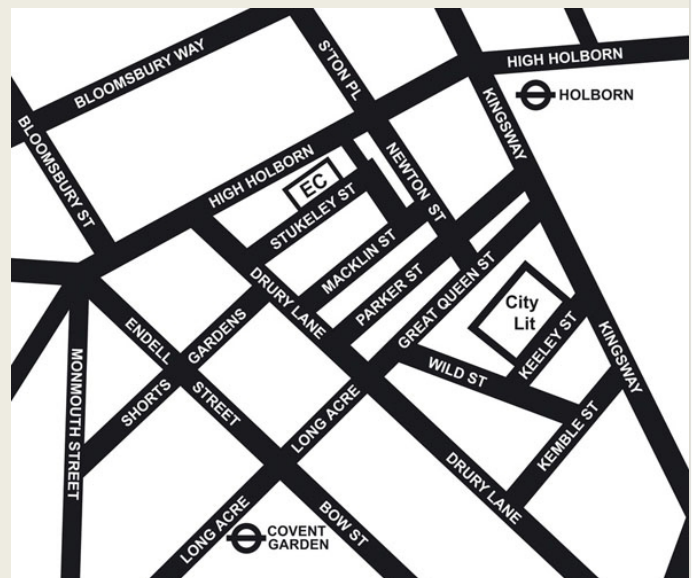 BLOOMSBURY WAY
S'TON PL
HIGH HOLBORN
HOLBORN
BLOOMSBURY ST
KINGSWAY
HIGH HOLBORN
NEWTON ST
EC
STUKELEY ST
MACKLIN ST
DRURY LANE
PARKER ST
GREAT QUEEN ST
City
Lit
ENDELL
STREET
SHORTS
GARDENS
MONMOUTH STREET
WILD ST
KEELEY ST
KINGSWAY
LONG ACRE
KEMBLE ST
DRURY LANE
LONG ACRE
BOW ST
COVENT
GARDEN